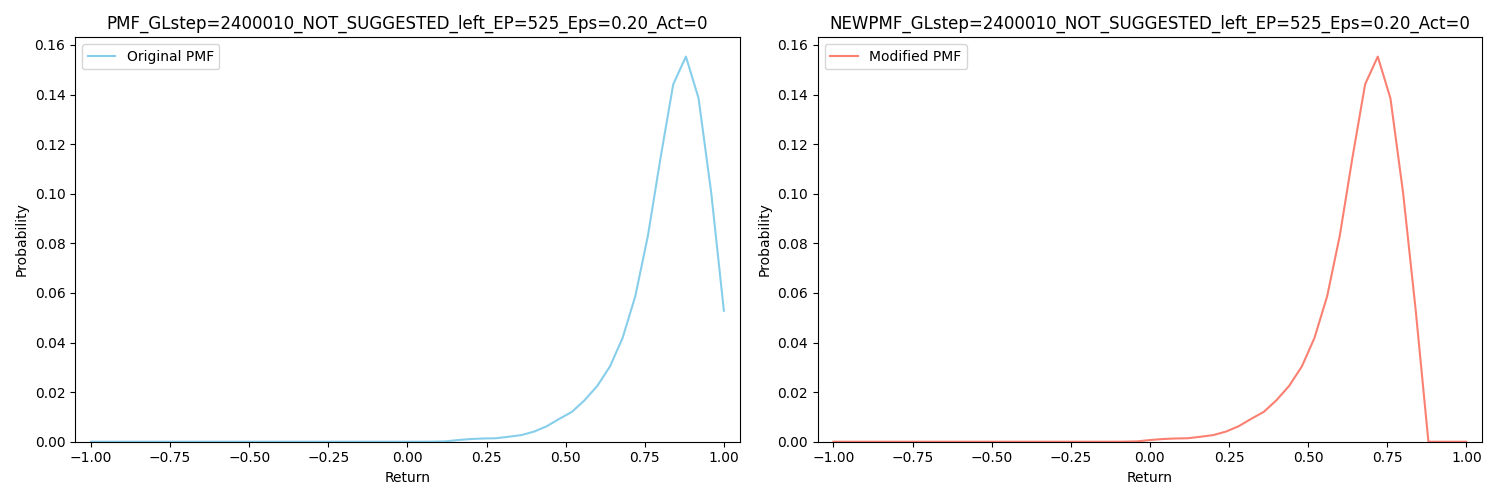 PMF_GLstep=2400010_NOT_SUGGESTED_left_EP=525_Eps=0.20_Act=0
Original PMF
Probability
0.16
0.14
0.12
0.10
0.08
0.06
0.04
0.02
0.00
−1.00 −0.75 −0.50 −0.25 0.00 0.25 0.50 0.75 1.00
Return
NEWPMF_GLstep=2400010_NOT_SUGGESTED_left_EP=525_Eps=0.20_Act=0
Modified PMF
Probability
0.16
0.14
0.12
0.10
0.08
0.06
0.04
0.02
0.00
−1.00 −0.75 −0.50 −0.25 0.00 0.25 0.50 0.75 1.00
Return